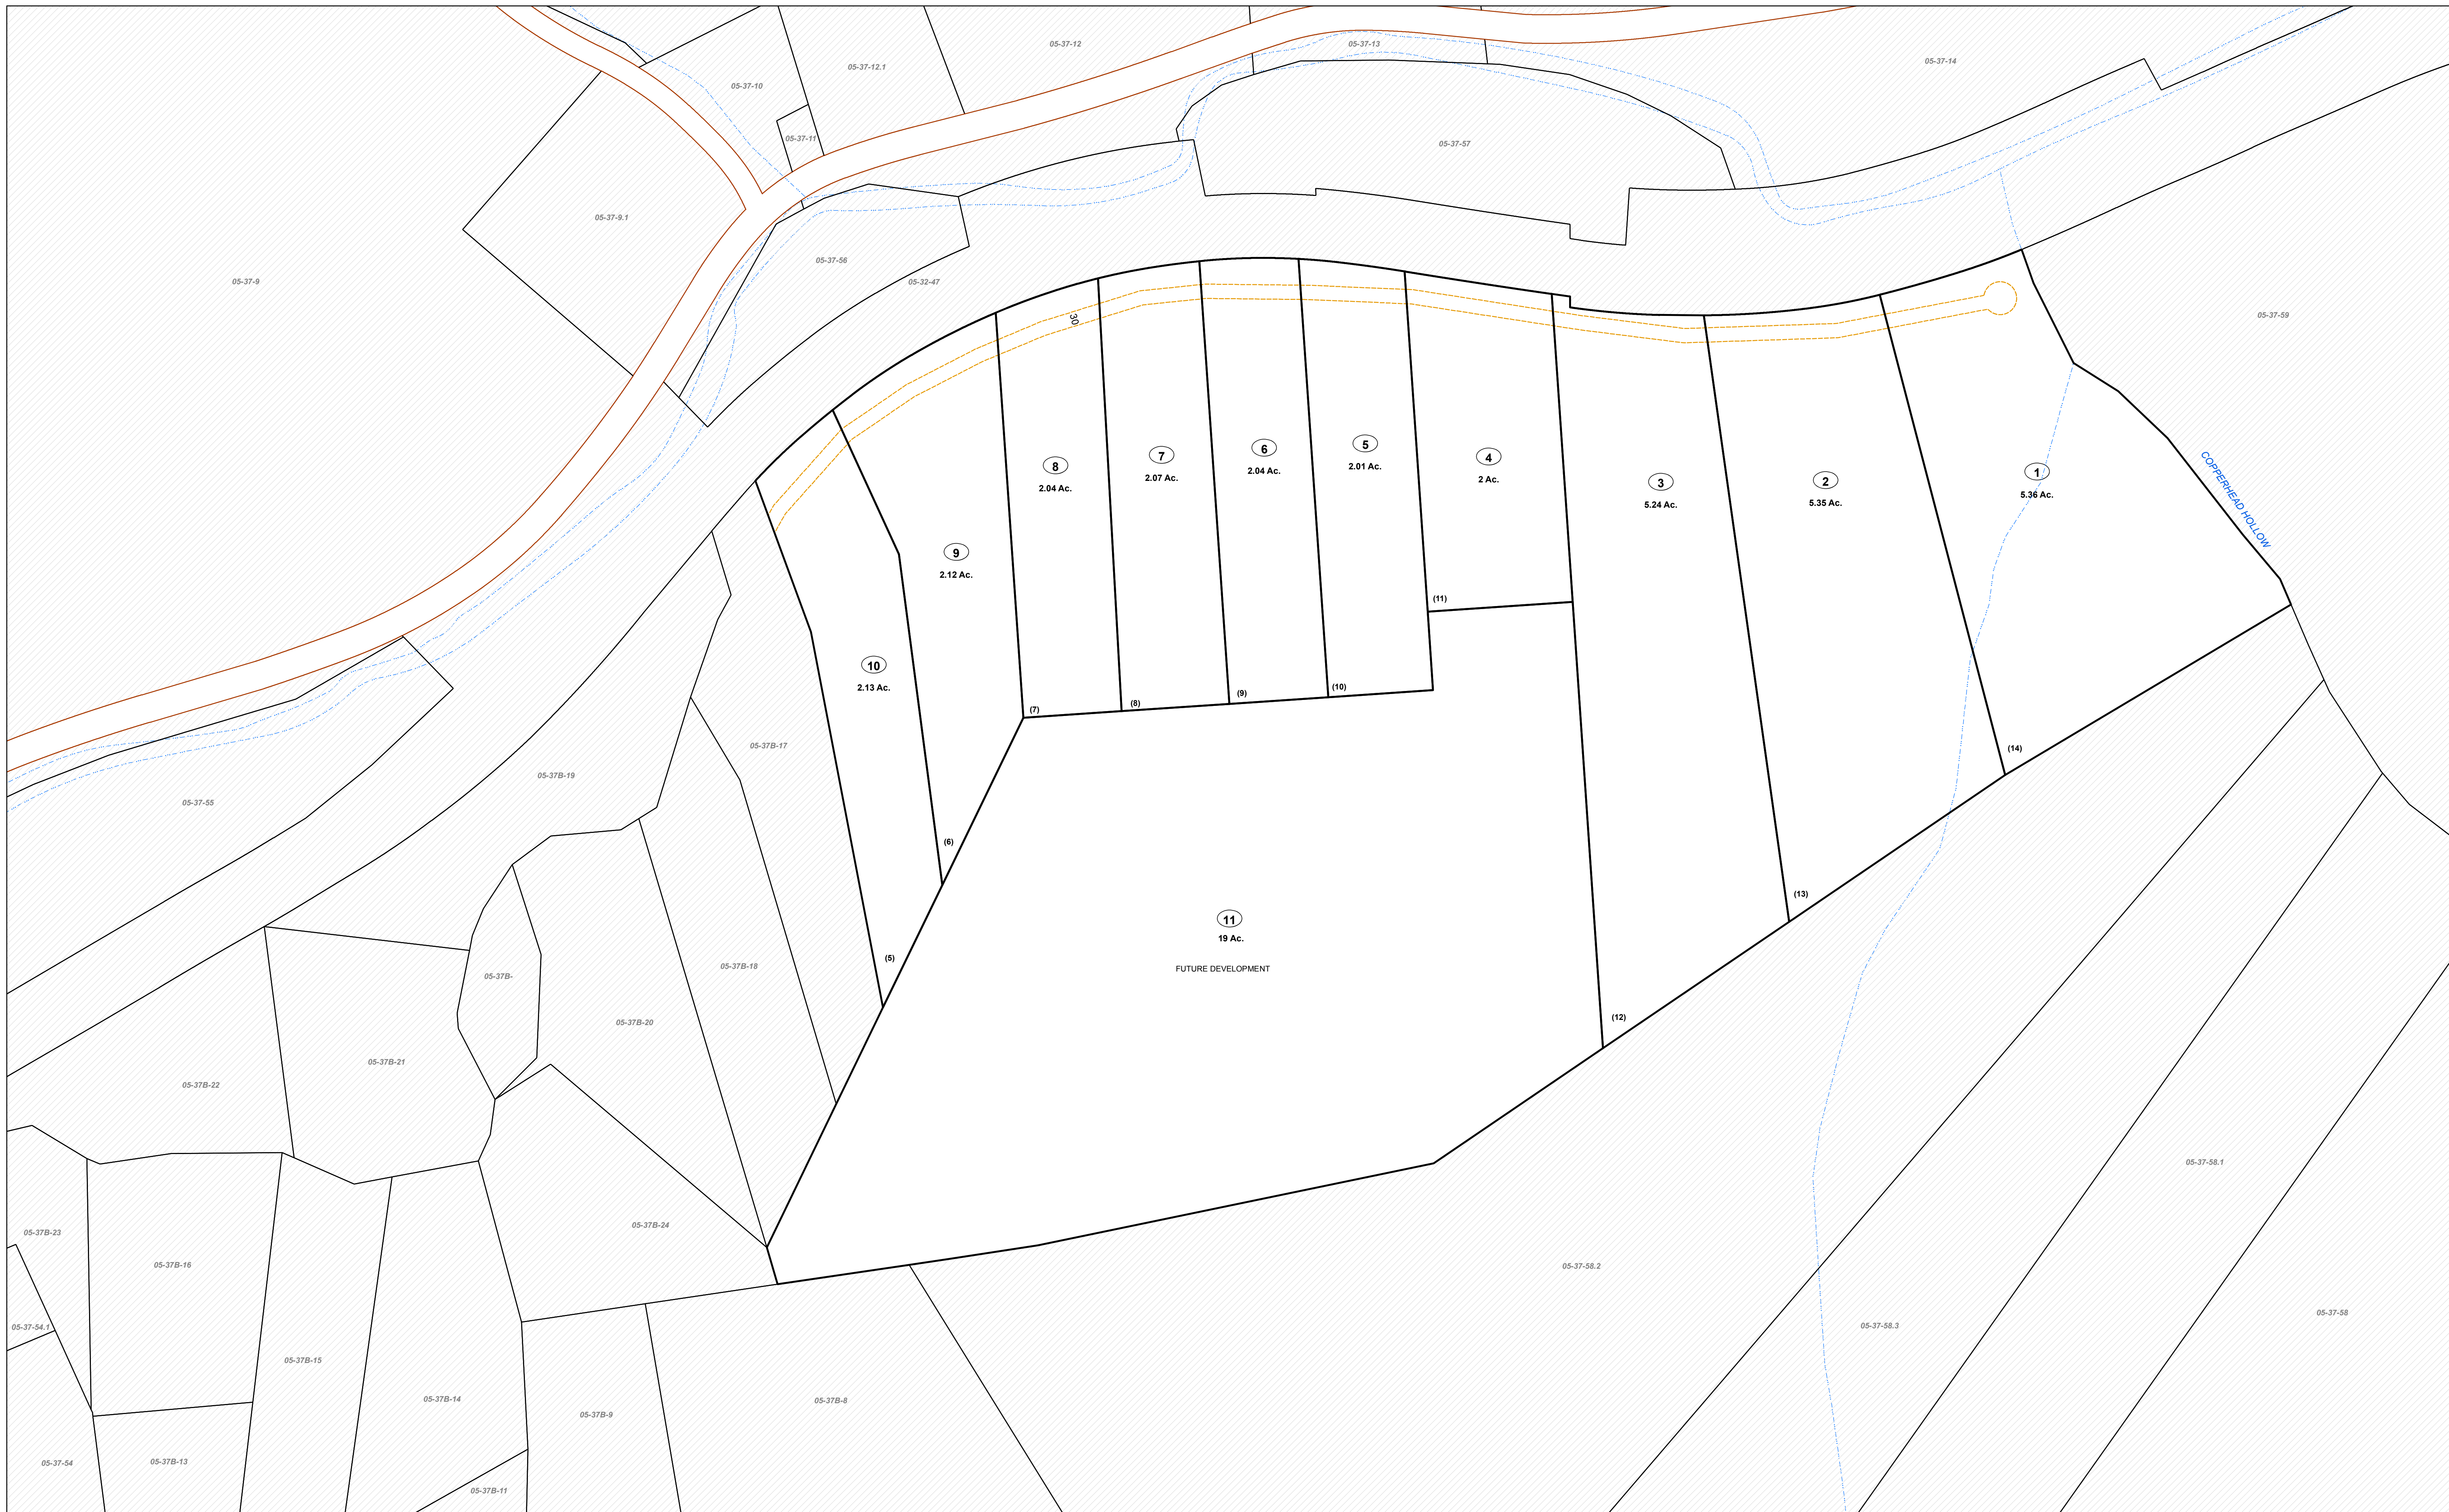 05-37-12
05-37-13
05-37-14
05-37-12.1
05-37-10
05-37-11
05-37-57
05-37-9.1
05-37-56
05-37-9
05-32-47
05-37-59
30
1
5.36 Ac.
2
5.35 Ac.
3
5.24 Ac.
4
2 Ac.
5
2.01 Ac.
6
2.04 Ac.
7
2.07 Ac.
8
2.04 Ac.
9
2.12 Ac.
10
2.13 Ac.
COPPERHEAD HOLLOW
(11)
(10)
(9)
(8)
(7)
(14)
(6)
(13)
(5)
(12)
11
19 Ac.
FUTURE DEVELOPMENT
05-37B-17
05-37B-19
05-37-55
05-37B-18
05-37B-
05-37B-20
05-37B-21
05-37B-22
05-37-58.1
05-37B-24
05-37B-23
05-37B-16
05-37-58.2
05-37-58
05-37-58.3
05-37-54.1
05-37B-15
05-37B-14
05-37B-8
05-37B-9
05-37-54
05-37B-13
05-37B-11